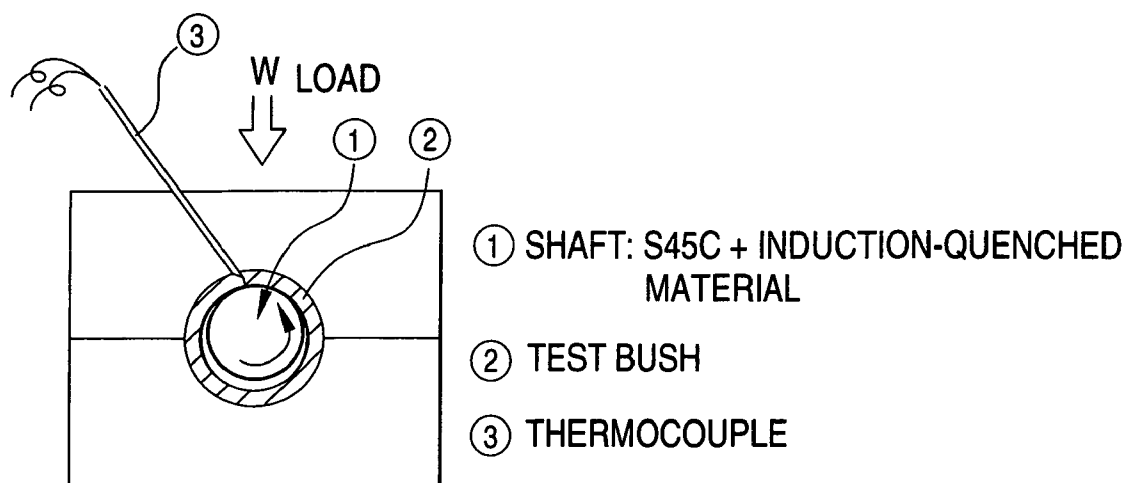 ③
W LOAD
① ②
① SHAFT: S45C + INDUCTION-QUENCHED
MATERIAL
② TEST BUSH
③ THERMOCOUPLE